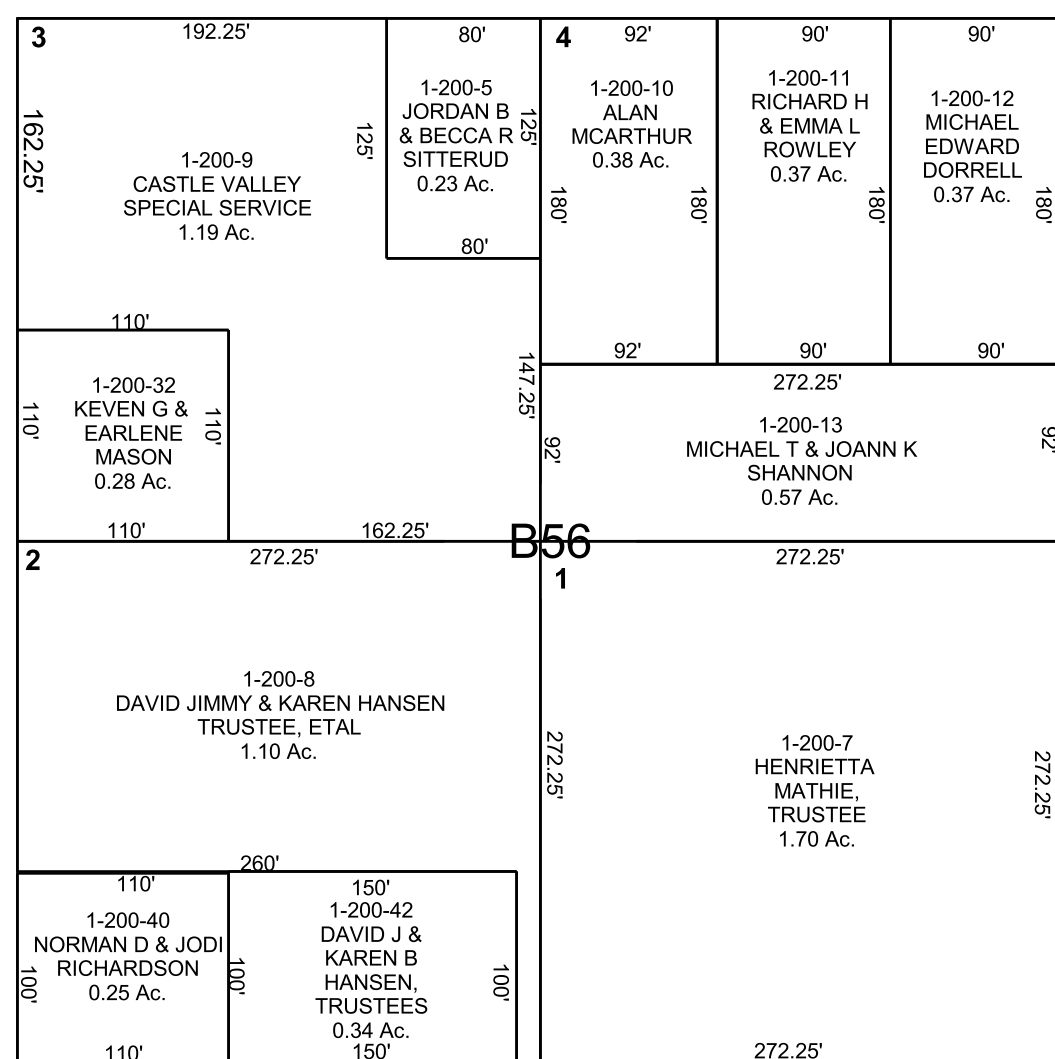 3
192.25'
162.25'
1-200-9
CASTLE VALLEY
SPECIAL SERVICE
1.19 Ac.
125'
80'
1-200-5
JORDAN B
& BECCA R
SITTERUD
0.23 Ac.
125'
80'
110'
1-200-32
KEVEN G &
EARLENE
MASON
0.28 Ac.
110'
110'
110'
162.25'
147.25'
4
92'
1-200-10
ALAN
MCARTHUR
0.38 Ac.
180'
180'
92'
90'
1-200-11
RICHARD H
& EMMA L
ROWLEY
0.37 Ac.
180'
90'
90'
1-200-12
MICHAEL
EDWARD
DORRELL
0.37 Ac.
180'
90'
272.25'
1-200-13
MICHAEL T & JOANN K
SHANNON
0.57 Ac.
92'
92'
B56
2
272.25'
1-200-8
DAVID JIMMY & KAREN HANSEN
TRUSTEE, ETAL
1.10 Ac.
260'
110'
1-200-40
NORMAN D & JODI
RICHARDSON
0.25 Ac.
100'
100'
110'
150'
1-200-42
DAVID J &
KAREN B
HANSEN,
TRUSTEES
0.34 Ac.
100'
150'
1
272.25'
272.25'
1-200-7
HENRIETTA
MATHIE,
TRUSTEE
1.70 Ac.
272.25'
272.25'